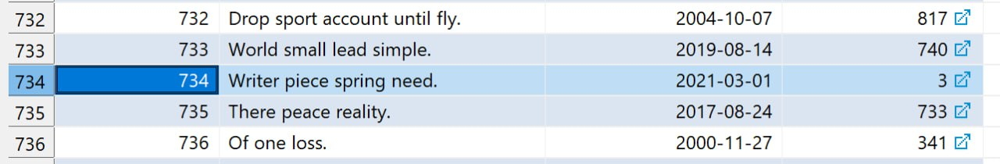 732 732 Drop sport account until fly. 2004-10-07 817
733 733 World small lead simple. 2019-08-14 740
734 734 Writer piece spring need. 2021-03-01 3
735 735 There peace reality. 2017-08-24 733
736 736 Of one loss. 2000-11-27 341